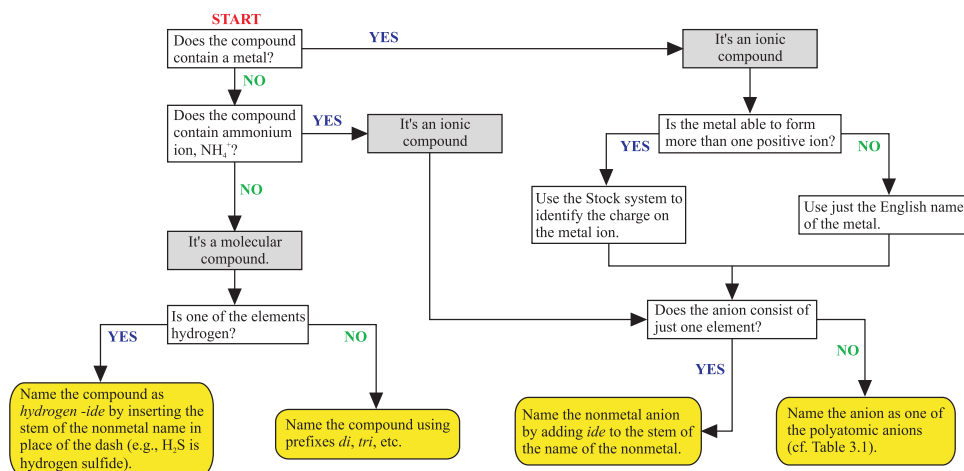 START
Does the compound
contain a metal?
YES
It's an ionic
compound
NO
Does the compound
contain ammonium
ion, NH₄⁺?
YES
It's an ionic
compound
Is the metal able to form
more than one positive ion?
YES
NO
NO
Use the Stock system to
identify the charge on
the metal ion.
Use just the English name
of the metal.
It's a molecular
compound.
Is one of the elements
hydrogen?
Does the anion consist of
just one element?
YES
NO
YES
NO
Name the compound as
hydrogen -ide by inserting the
stem of the nonmetal name in
place of the dash (e.g., H₂S is
hydrogen sulfide).
Name the compound using
prefixes di, tri, etc.
Name the nonmetal anion
by adding ide to the stem of
the name of the nonmetal.
Name the anion as one of
the polyatomic anions
(cf. Table 3.1).